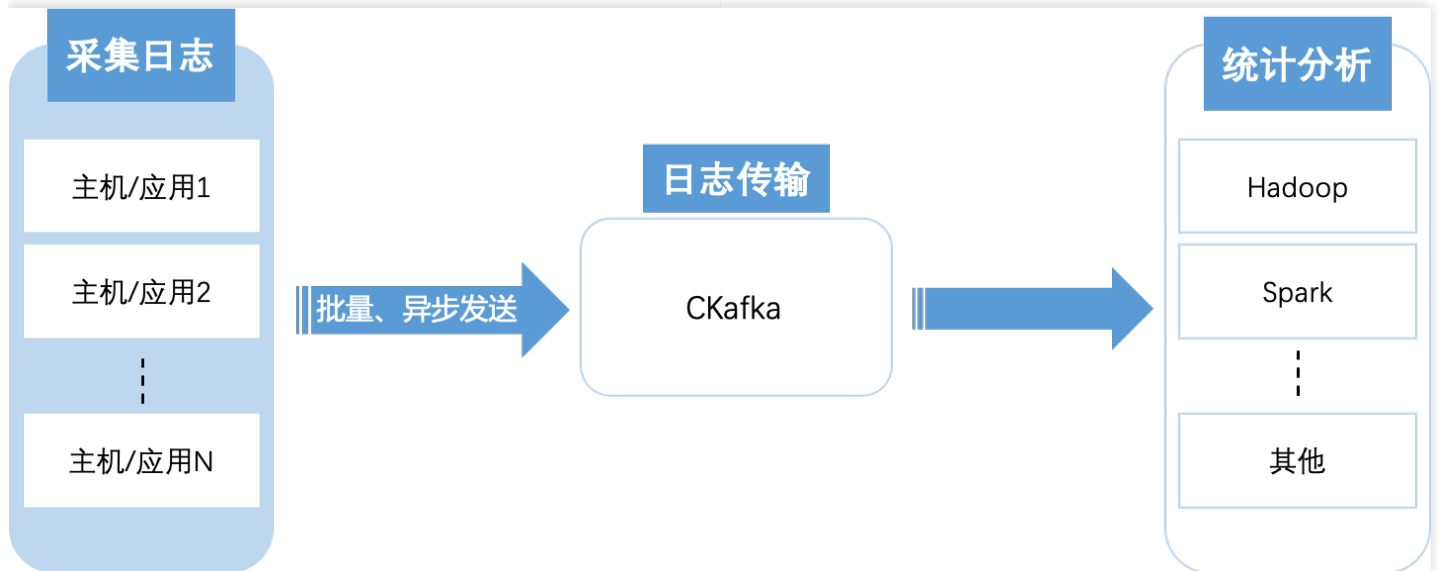 采集日志
主机/应用1
主机/应用2
主机/应用N
批量、异步发送
日志传输
CKafka
统计分析
Hadoop
Spark
其他